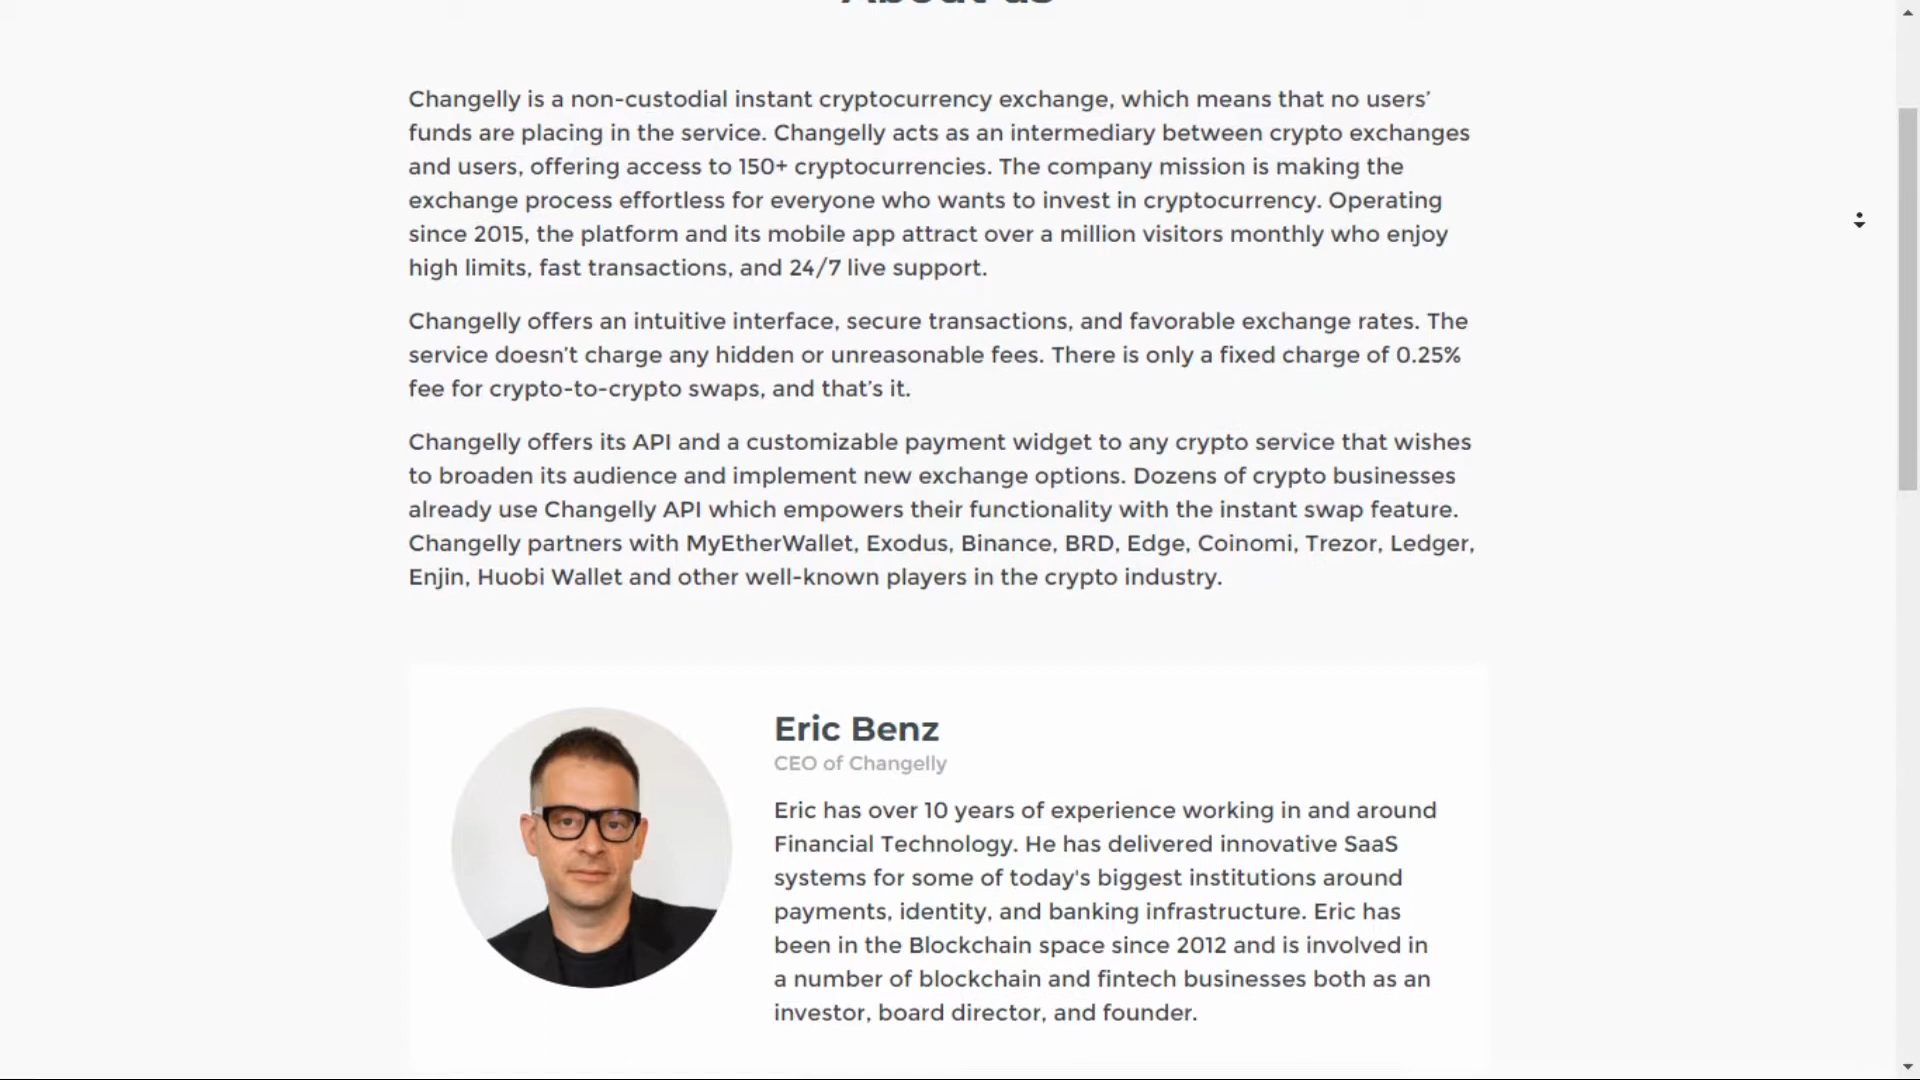 About us
Changelly is a non-custodial instant cryptocurrency exchange, which means that no users’
funds are placing in the service. Changelly acts as an intermediary between crypto exchanges
and users, offering access to 150+ cryptocurrencies. The company mission is making the
exchange process effortless for everyone who wants to invest in cryptocurrency. Operating
since 2015, the platform and its mobile app attract over a million visitors monthly who enjoy
high limits, fast transactions, and 24/7 live support.
Changelly offers an intuitive interface, secure transactions, and favorable exchange rates. The
service doesn’t charge any hidden or unreasonable fees. There is only a fixed charge of 0.25%
fee for crypto-to-crypto swaps, and that’s it.
Changelly offers its API and a customizable payment widget to any crypto service that wishes
to broaden its audience and implement new exchange options. Dozens of crypto businesses
already use Changelly API which empowers their functionality with the instant swap feature.
Changelly partners with MyEtherWallet, Exodus, Binance, BRD, Edge, Coinomi, Trezor, Ledger,
Enjin, Huobi Wallet and other well-known players in the crypto industry.
Eric Benz
CEO of Changelly
Eric has over 10 years of experience working in and around
Financial Technology. He has delivered innovative SaaS
systems for some of today's biggest institutions around
payments, identity, and banking infrastructure. Eric has
been in the Blockchain space since 2012 and is involved in
a number of blockchain and fintech businesses both as an
investor, board director, and founder.